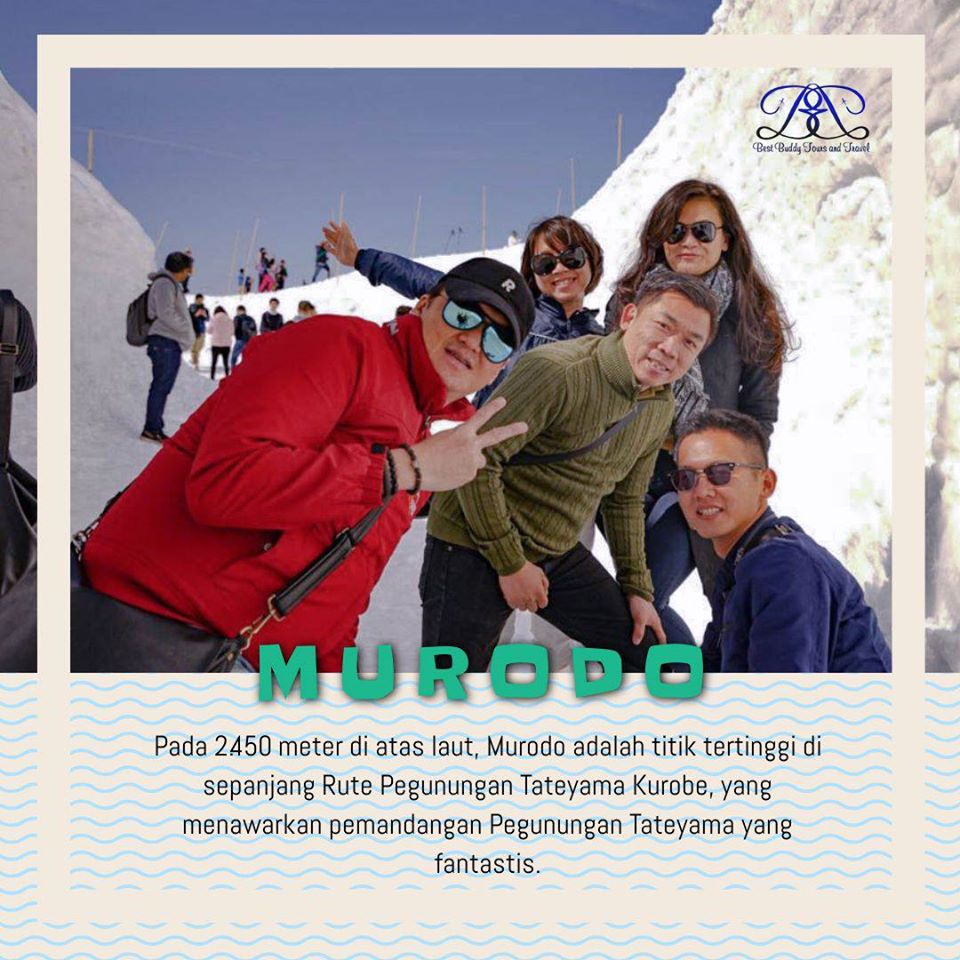 Best Buddy Tours and Travel
R
MURODO
Pada 2450 meter di atas laut, Murodo adalah titik tertinggi di
sepanjang Rute Pegunungan Tateyama Kurobe, yang
menawarkan pemandangan Pegunungan Tateyama yang
fantastis.